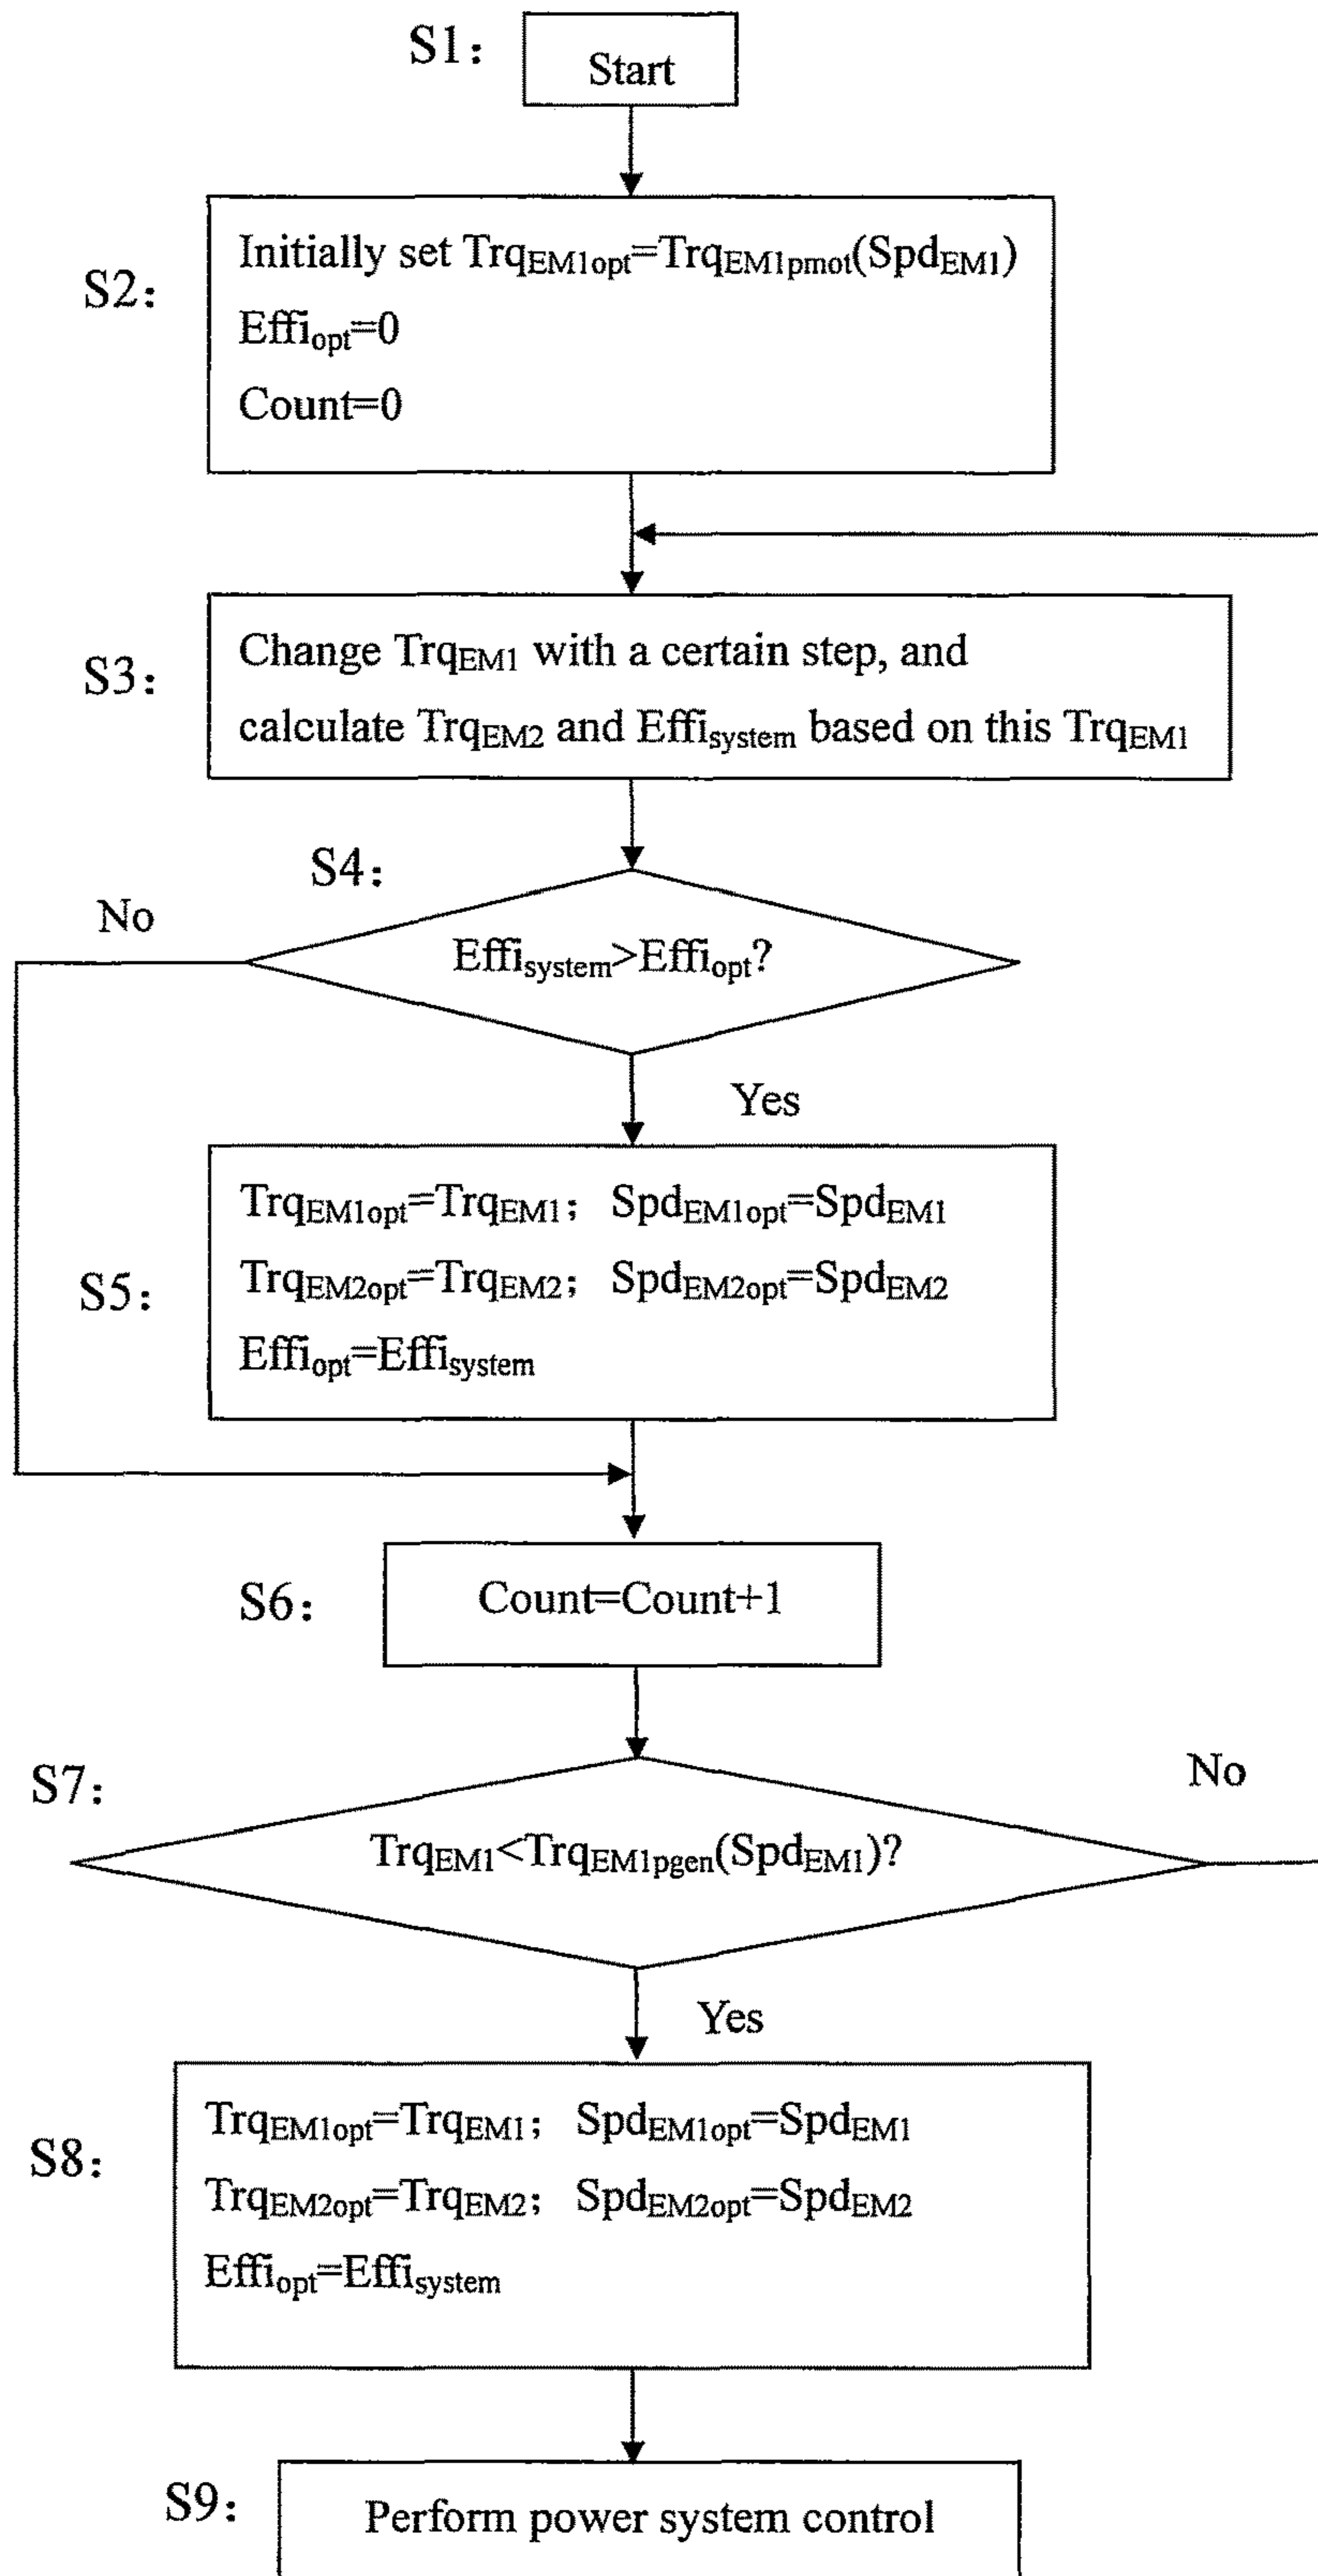 S1：
Start
S2：
Initially set TrqEM1opt=TrqEM1pmot(SpdEM1)
Effiopt=0
Count=0
S3：
Change TrqEM1 with a certain step, and
calculate TrqEM2 and Effisystem based on this TrqEM1
S4：
No
Effisystem>Effiopt?
Yes
S5：
TrqEM1opt=TrqEM1; SpdEM1opt=SpdEM1
TrqEM2opt=TrqEM2; SpdEM2opt=SpdEM2
Effiopt=Effisystem
S6：
Count=Count+1
S7：
No
TrqEM1<TrqEM1pgen(SpdEM1)?
Yes
S8：
TrqEM1opt=TrqEM1; SpdEM1opt=SpdEM1
TrqEM2opt=TrqEM2; SpdEM2opt=SpdEM2
Effiopt=Effisystem
S9：
Perform power system control